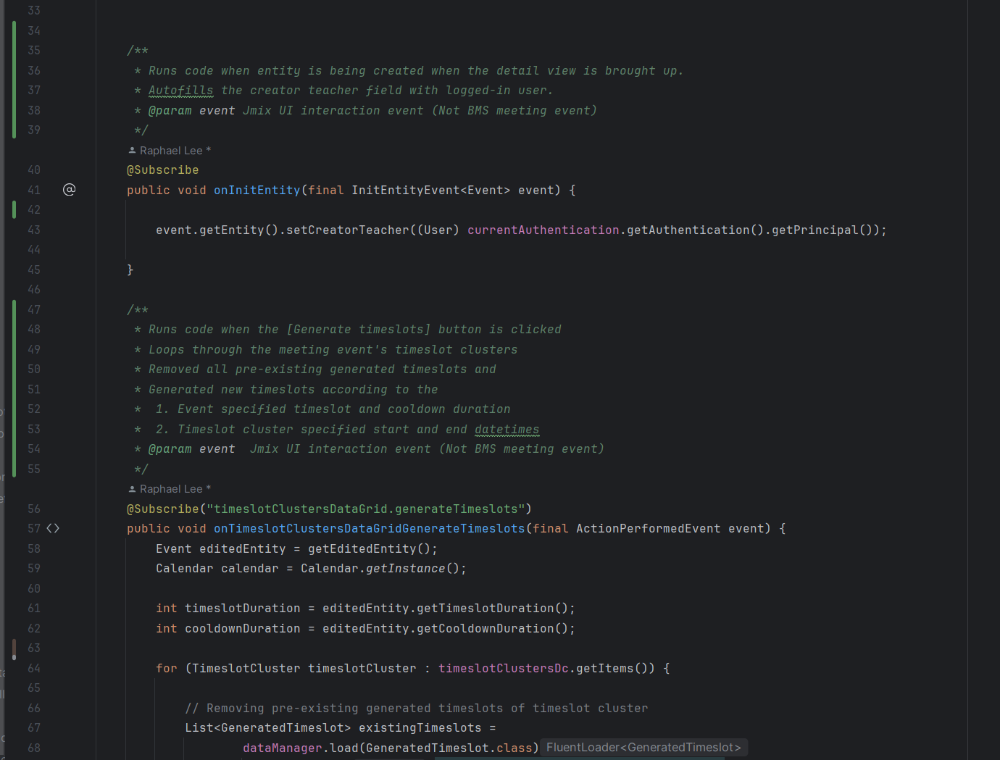 33
34
35 /**
36 * Runs code when entity is being created when the detail view is brought up.
37 * Autofills the creator teacher field with logged-in user.
38 * @param event Jmix UI interaction event (Not BMS meeting event)
39 */
Raphael Lee *
40 @Subscribe
41 @ public void onInitEntity(final InitEntityEvent<Event> event) {
42
43 event.getEntity().setCreatorTeacher((User) currentAuthentication.getAuthentication().getPrincipal());
44
45 }
46
47 /**
48 * Runs code when the [Generate timeslots] button is clicked
49 * Loops through the meeting event's timeslot clusters
50 * Removed all pre-existing generated timeslots and
51 * Generated new timeslots according to the
52 * 1. Event specified timeslot and cooldown duration
53 * 2. Timeslot cluster specified start and end datetimes
54 * @param event Jmix UI interaction event (Not BMS meeting event)
55 */
Raphael Lee *
56 @Subscribe("timeslotClustersDataGrid.generateTimeslots")
57 <> public void onTimeslotClustersDataGridGenerateTimeslots(final ActionPerformedEvent event) {
58 Event editedEntity = getEditedEntity();
59 Calendar calendar = Calendar.getInstance();
60
61 int timeslotDuration = editedEntity.getTimeslotDuration();
62 int cooldownDuration = editedEntity.getCooldownDuration();
63
64 for (TimeslotCluster timeslotCluster : timeslotClustersDc.getItems()) {
65
66 // Removing pre-existing generated timeslots of timeslot cluster
67 List<GeneratedTimeslot> existingTimeslots =
68 dataManager.load(GeneratedTimeslot.class) FluentLoader<GeneratedTimeslot>